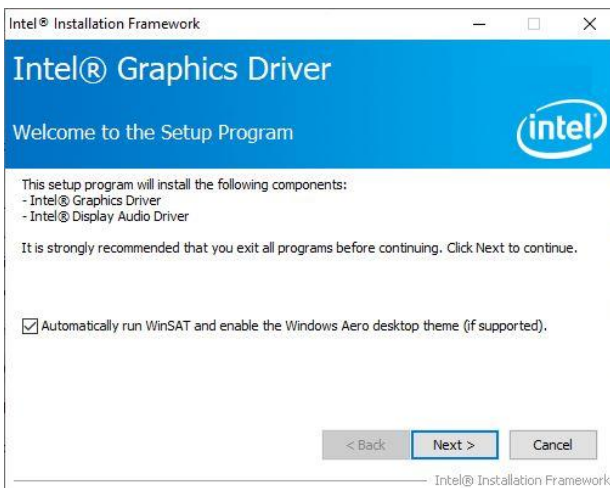 Intel® Installation Framework
Intel® Graphics Driver
Welcome to the Setup Program
intel
This setup program will install the following components:
- Intel® Graphics Driver
- Intel® Display Audio Driver
It is strongly recommended that you exit all programs before continuing. Click Next to continue.
Automatically run WinSAT and enable the Windows Aero desktop theme (if supported).
< Back Next > Cancel
Intel® Installation Framework